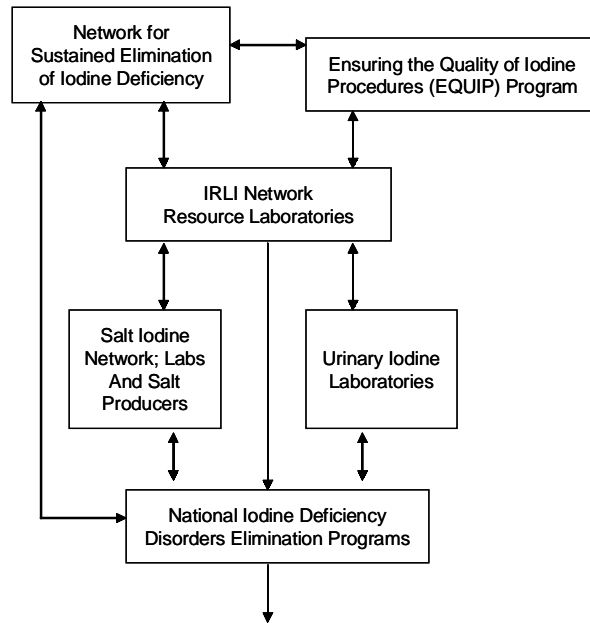 Network for
Sustained Elimination
of Iodine Deficiency
Ensuring the Quality of Iodine
Procedures (EQUIP) Program
IRLI Network
Resource Laboratories
Salt Iodine
Network; Labs
And Salt
Producers
Urinary Iodine
Laboratories
National Iodine Deficiency
Disorders Elimination Programs